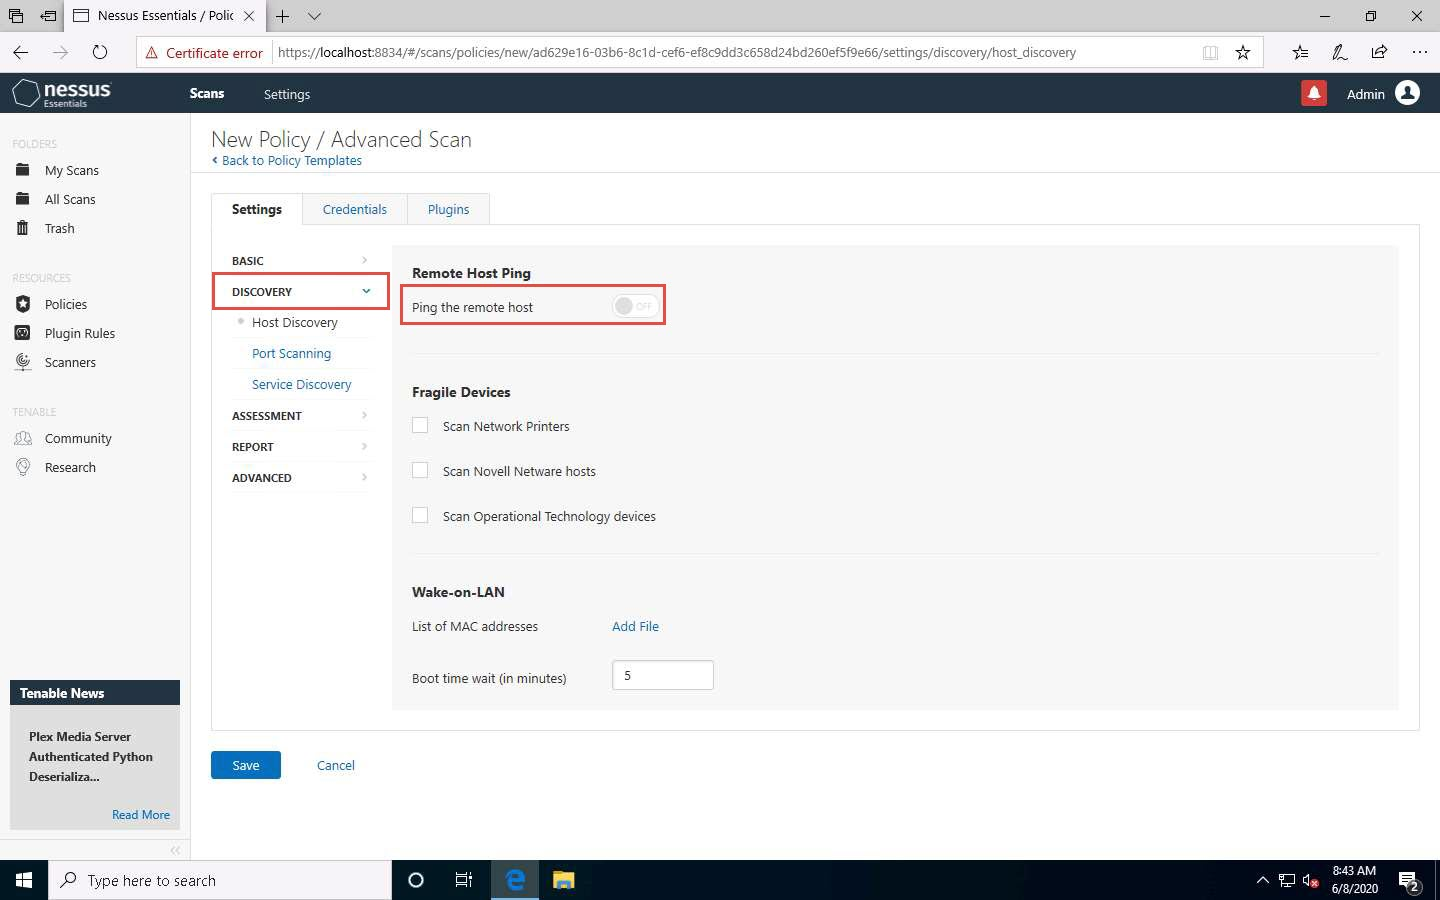 Nessus Essentials / Polic
Certificate error
https://localhost:8834/#/scans/policies/new/ad629e16-03b6-8c1d-cef6-ef8c9dd3c658d24bd260ef5f9e66/settings/discovery/host_discovery
nessus
Essentials
Scans
Settings
Admin
FOLDERS
My Scans
All Scans
Trash
RESOURCES
Policies
Plugin Rules
Scanners
TENABLE
Community
Research
Tenable News
Plex Media Server
Authenticated Python
Deserializa...
Read More
New Policy / Advanced Scan
Back to Policy Templates
Settings
Credentials
Plugins
BASIC
DISCOVERY
Host Discovery
Port Scanning
Service Discovery
ASSESSMENT
REPORT
ADVANCED
Remote Host Ping
Ping the remote host
OFF
Fragile Devices
Scan Network Printers
Scan Novell Netware hosts
Scan Operational Technology devices
Wake-on-LAN
List of MAC addresses
Add File
Boot time wait (in minutes)
5
Save
Cancel
Type here to search
8:43 AM
6/8/2020
2